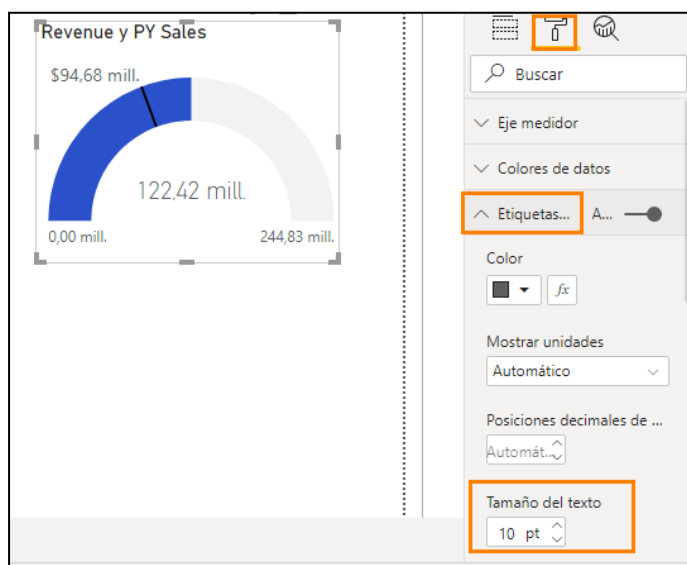 Revenue y PY Sales
$94,68 mill.
122,42 mill.
0,00 mill.
244,83 mill.
Buscar
Eje medidor
Colores de datos
Etiquetas... A...
Color
fx
Mostrar unidades
Automático
Posiciones decimales de ...
Automát...
Tamaño del texto
10 pt